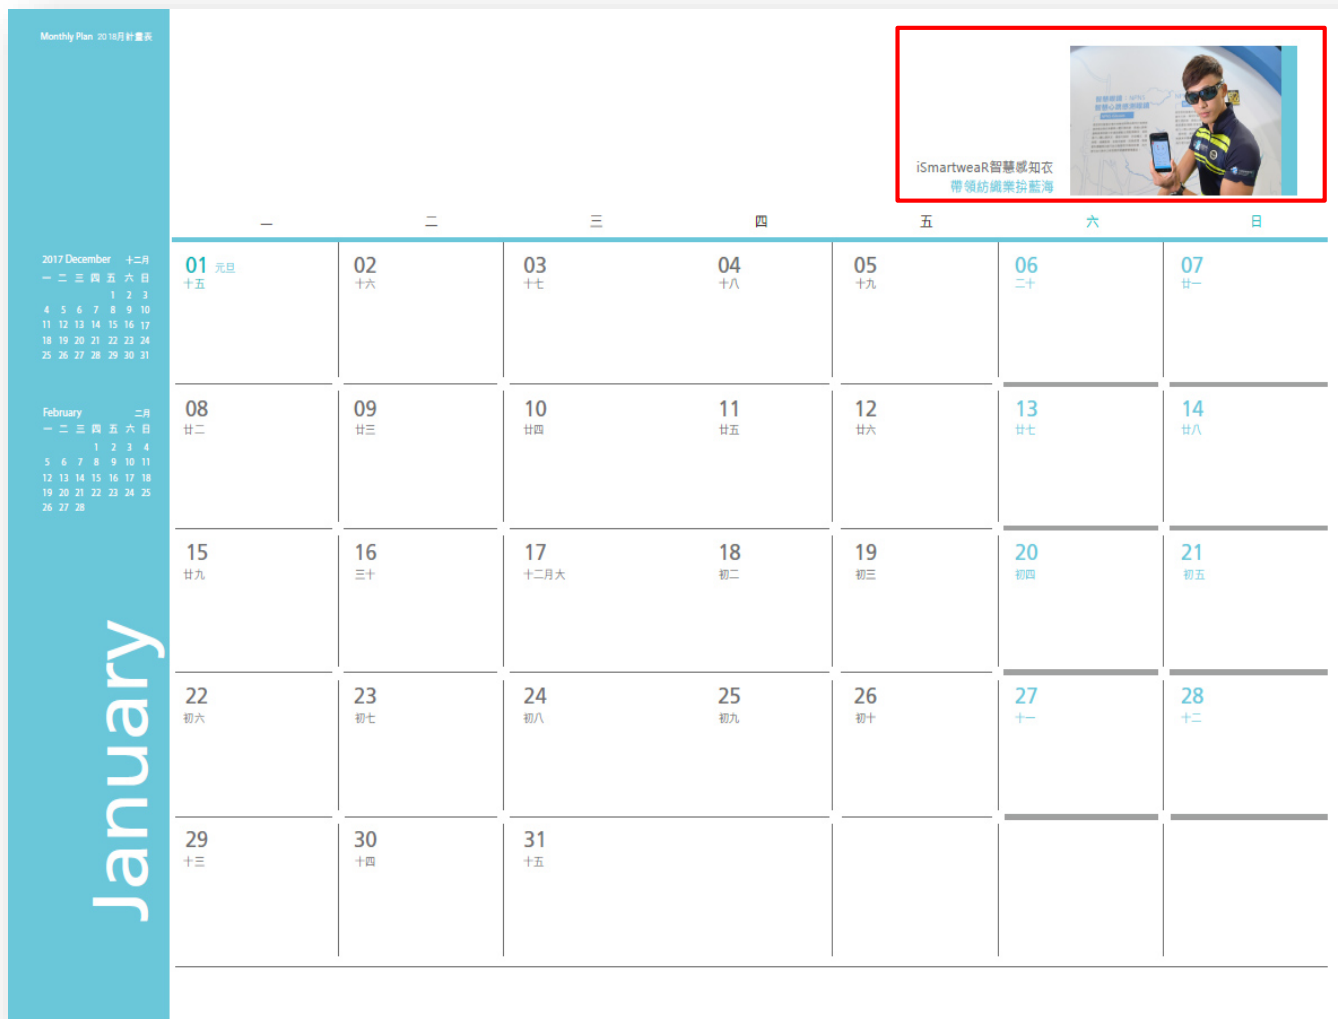 Monthly Plan 2018月計畫表
iSmartweaR智慧感知衣
帶領紡織業拚藍海
一 二 三 四 五 六 日
01 元旦 02 03 04 05 06 07
十五 十六 十七 十八 十九 二十 廿一
08 09 10 11 12 13 14
廿二 廿三 廿四 廿五 廿六 廿七 廿八
15 16 17 18 19 20 21
廿九 三十 十二月大 初二 初三 初四 初五
22 23 24 25 26 27 28
初六 初七 初八 初九 初十 十一 十二
29 30 31
十三 十四 十五
2017 December 十二月
一 二 三 四 五 六 日
1 2 3
4 5 6 7 8 9 10
11 12 13 14 15 16 17
18 19 20 21 22 23 24
25 26 27 28 29 30 31
February 二月
一 二 三 四 五 六 日
1 2 3 4
5 6 7 8 9 10 11
12 13 14 15 16 17 18
19 20 21 22 23 24 25
26 27 28
January